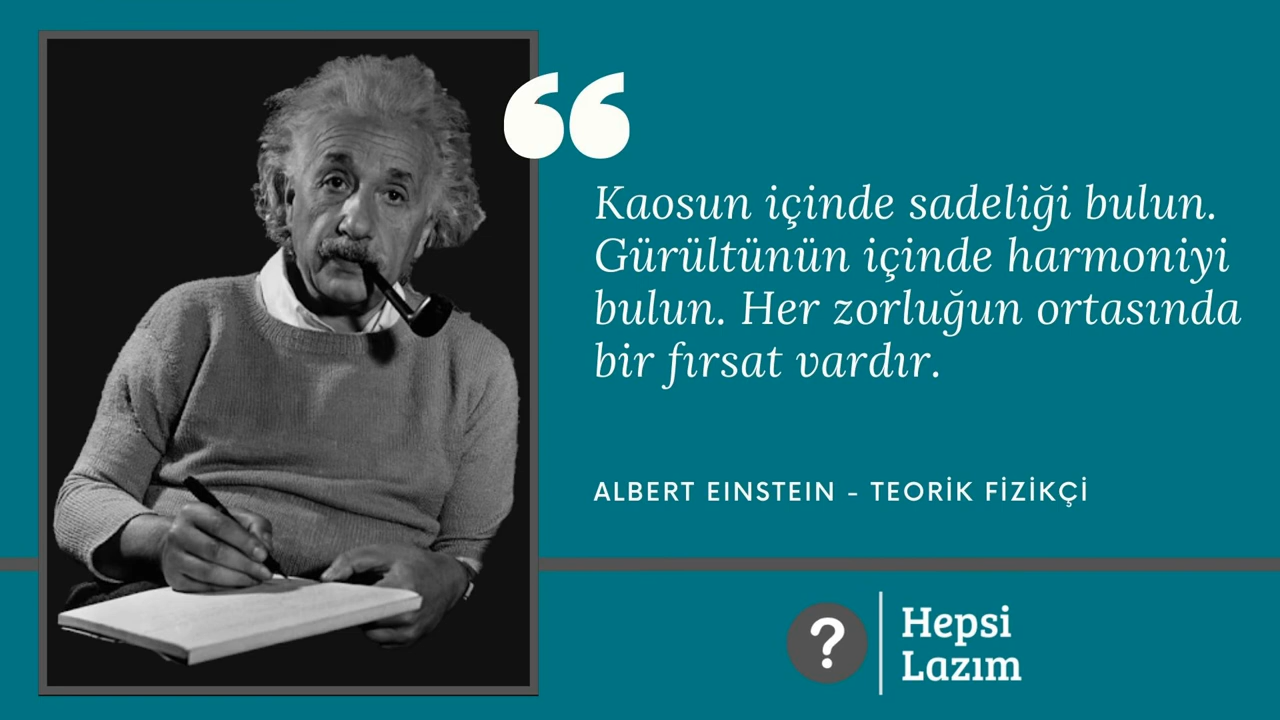 “
Kaosun içinde sadeliği bulun.
Gürültünün içinde harmoniyi
bulun. Her zorluğun ortasında
bir fırsat vardır.
ALBERT EINSTEIN - TEORİK FİZİKÇİ
?
Hepsi
Lazım